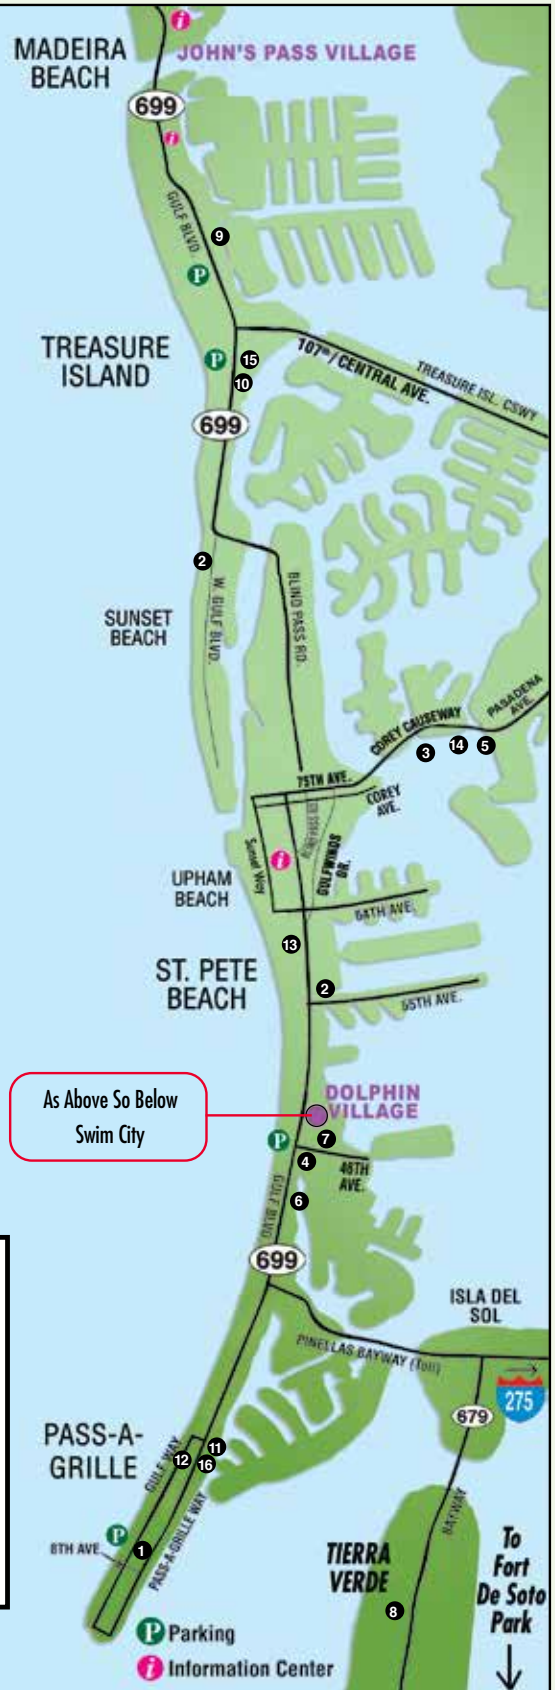 i
MADEIRA
BEACH
JOHN'S PASS VILLAGE
699
i
GULF BLVD.
9
P
TREASURE
ISLAND
P
15
10
107th / CENTRAL AVE.
TREASURE ISL. CSWY
699
2
W. GULF BLVD.
BLIND PASS RD.
SUNSET
BEACH
COREY CAUSEWAY
PASADENA
AVE.
3
14
5
75TH AVE.
COREY
AVE.
Sunset Way
i
GULFWINDS
DR.
UPHAM
BEACH
64TH AVE.
13
ST. PETE
BEACH
2
55TH AVE.
As Above So Below
Swim City
DOLPHIN
VILLAGE
P
7
4
46TH
AVE.
6
GULF BLVD
699
ISLA DEL
SOL
PINELLAS BAYWAY (Toll)
275
679
PASS-A-
GRILLE
GULF WAY
11
12
16
PASS-A-GRILLE WAY
BAYWAY
P
8TH AVE
1
TIERRA
VERDE
8
To
Fort
De Soto
Park
P Parking
i Information Center